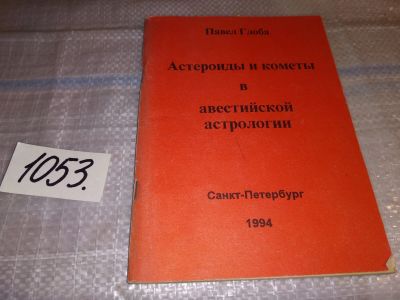 Павел Глоба
Астероиды и кометы
в
авестийской
астрологии
Санкт-Петербург
1994
1053.